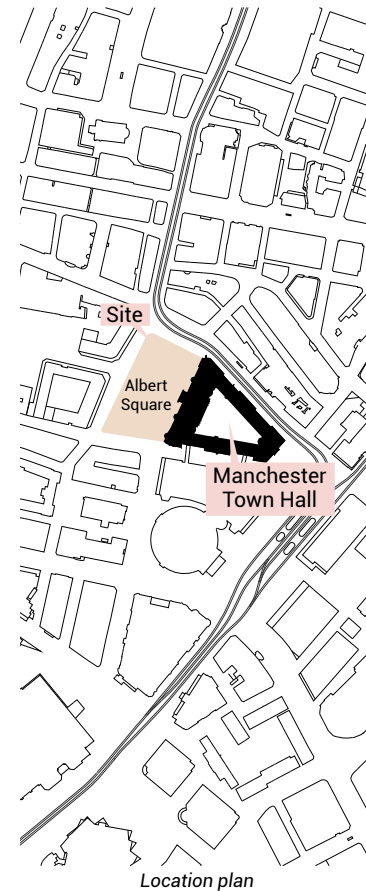 Site
Albert
Square
Manchester
Town Hall
Location plan